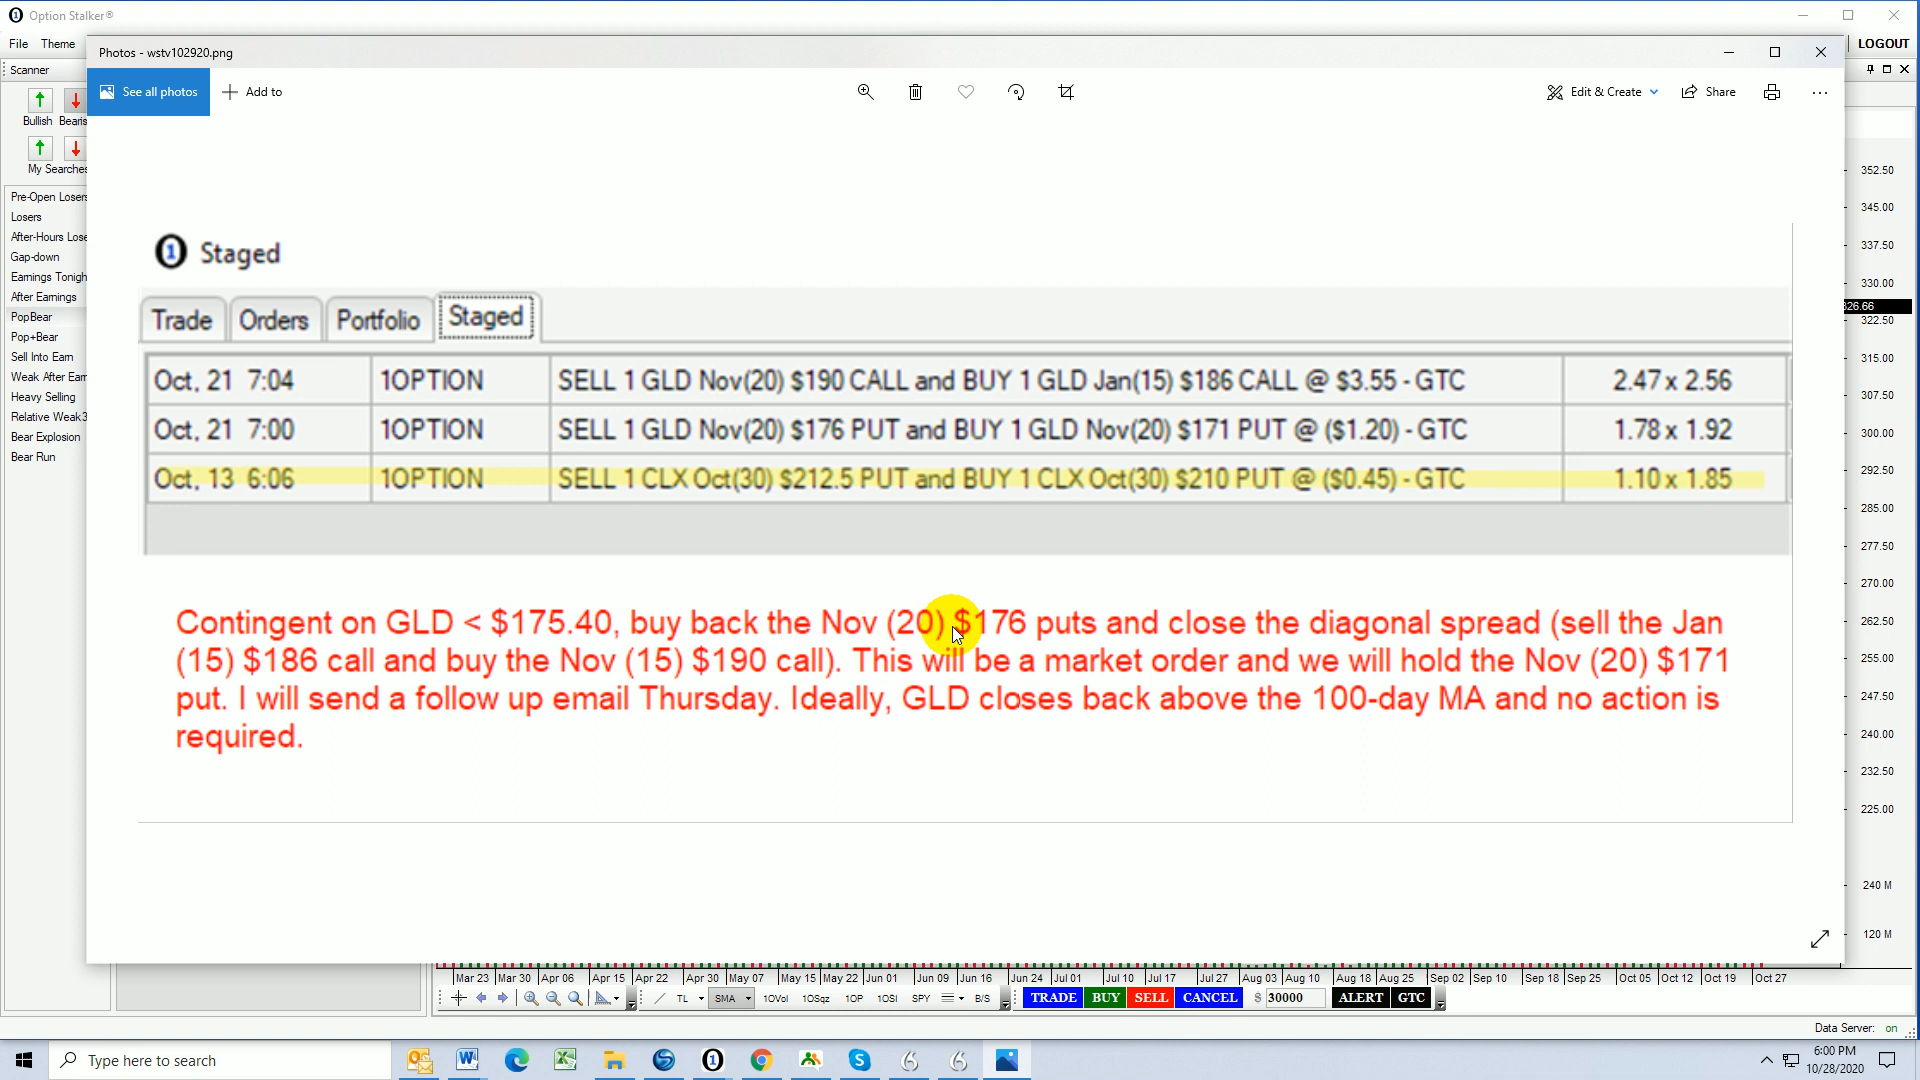 Option Stalker®
File Theme
LOGOUT
Photos - wstv102920.png
Scanner
See all photos
Add to
Edit & Create
Share
Bullish
My Searches
Pre-Open Losers
Losers
Gap-down
After Earnings
PopBear
Pop+Bear
Sell Into Earn
Weak After Earn
Heavy Selling
Bear Explosion
Bear Run
1 Staged
Trade Orders Portfolio Staged
Oct, 21 7:04 1OPTION SELL 1 GLD Nov(20) $190 CALL and BUY 1 GLD Jan(15) $186 CALL @ $3.55 - GTC 2.47 x 2.56
Oct, 21 7:00 1OPTION SELL 1 GLD Nov(20) $176 PUT and BUY 1 GLD Nov(20) $171 PUT @ ($1.20) - GTC 1.78 x 1.92
Oct, 13 6:06 1OPTION SELL 1 CLX Oct(30) $212.5 PUT and BUY 1 CLX Oct(30) $210 PUT @ ($0.45) - GTC 1.10 x 1.85
Contingent on GLD < $175.40, buy back the Nov (20) $176 puts and close the diagonal spread (sell the Jan
(15) $186 call and buy the Nov (15) $190 call). This will be a market order and we will hold the Nov (20) $171
put. I will send a follow up email Thursday. Ideally, GLD closes back above the 100-day MA and no action is
required.
352.50
345.00
337.50
330.00
326.66
322.50
315.00
307.50
300.00
292.50
285.00
277.50
270.00
262.50
255.00
247.50
240.00
232.50
225.00
240 M
120 M
Mar 23 Mar 30 Apr 06 Apr 15 Apr 22 Apr 30 May 07 May 15 May 22 Jun 01 Jun 09 Jun 16 Jun 24 Jul 01 Jul 10 Jul 17 Jul 27 Aug 03 Aug 10 Aug 18 Aug 25 Sep 02 Sep 10 Sep 18 Sep 25 Oct 05 Oct 12 Oct 19 Oct 27
TL SMA 1OVol 1OSqz 1OP 1OSI SPY B/S TRADE BUY SELL CANCEL $ 30000 ALERT GTC
Data Server: on
Type here to search
6:00 PM
10/28/2020